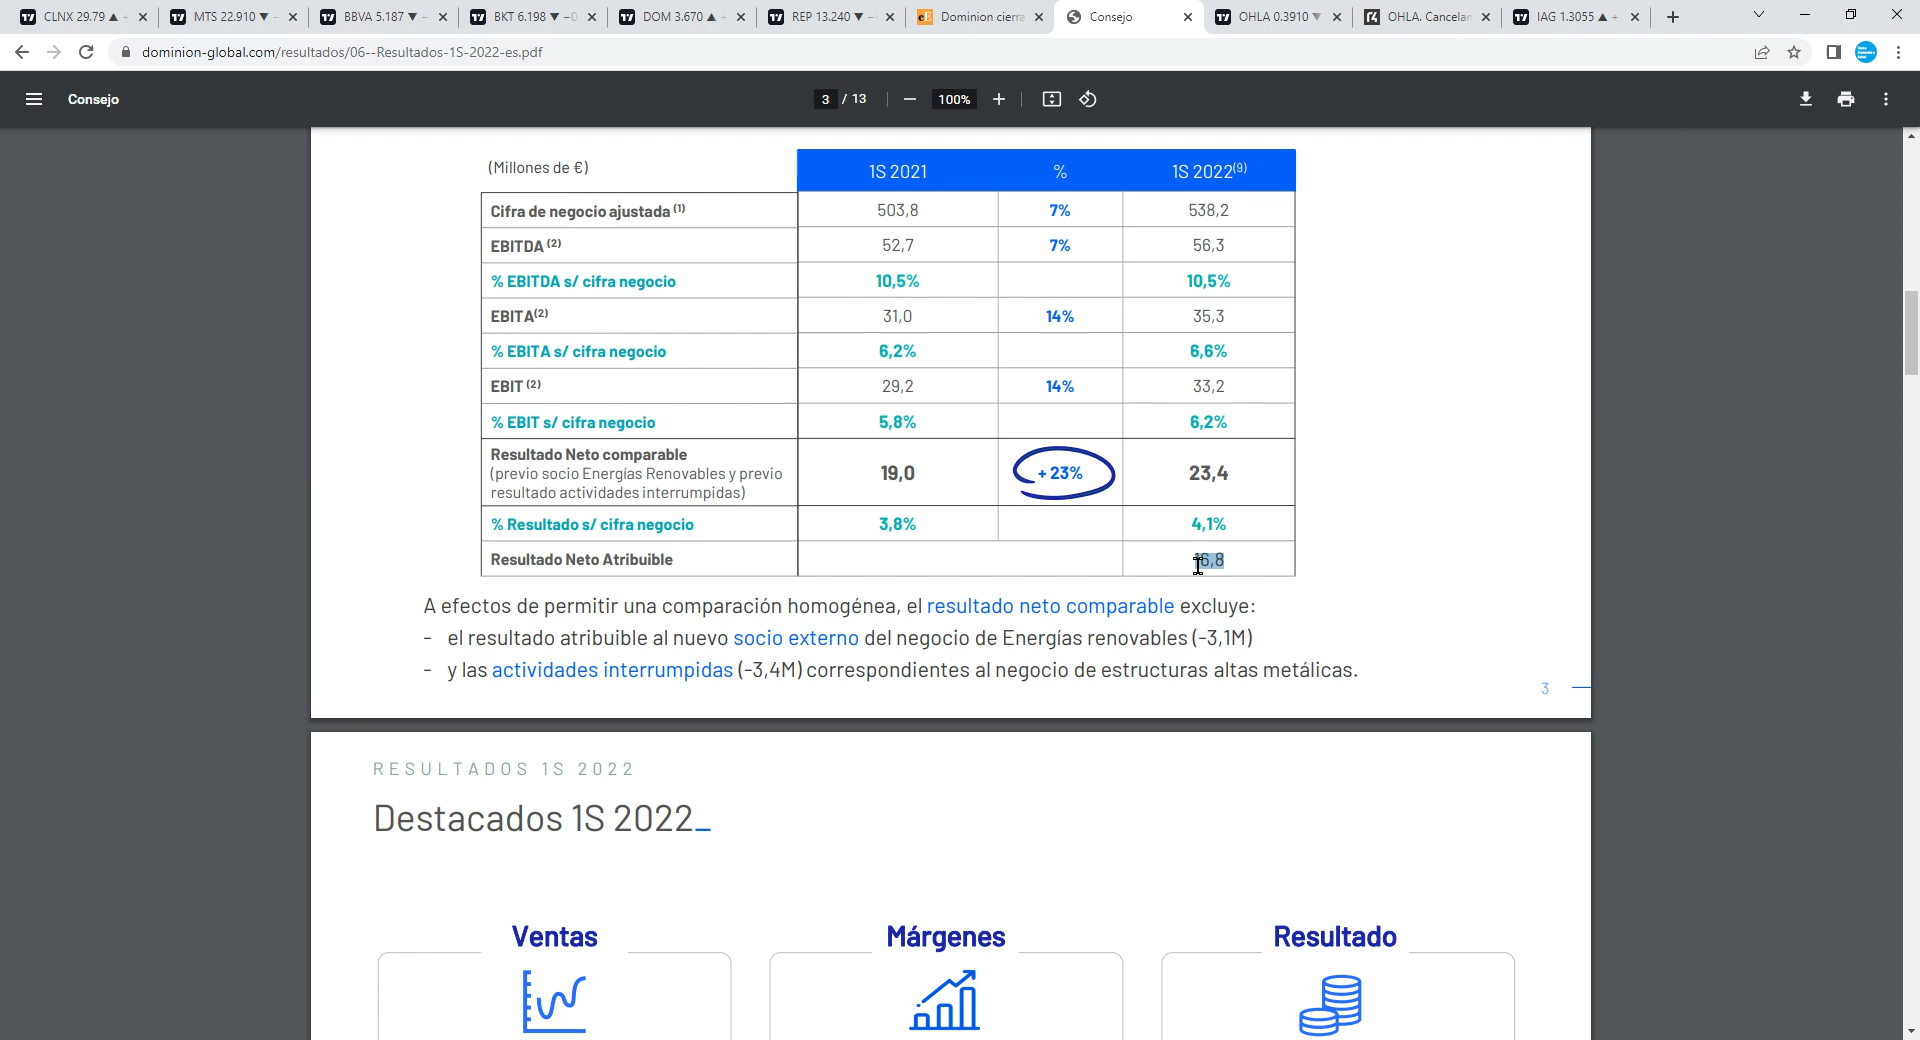 CLNX 29.79 ▲
MTS 22.910 ▼ -
BBVA 5.187 ▼ -
BKT 6.198 ▼ −0
DOM 3.670 ▲ +
REP 13.240 ▼ -
Dominion cierra
Consejo
OHLA 0.3910 ▼
OHLA. Cancelan
IAG 1.3055 ▲ +
dominion-global.com/resultados/06--Resultados-1S-2022-es.pdf
Consejo
3 / 13
100%
(Millones de €) 1S 2021 % 1S 2022(9)
Cifra de negocio ajustada (1) 503,8 7% 538,2
EBITDA (2) 52,7 7% 56,3
% EBITDA s/ cifra negocio 10,5% 10,5%
EBITA(2) 31,0 14% 35,3
% EBITA s/ cifra negocio 6,2% 6,6%
EBIT (2) 29,2 14% 33,2
% EBIT s/ cifra negocio 5,8% 6,2%
Resultado Neto comparable
(previo socio Energías Renovables y previo
resultado actividades interrumpidas)
19,0 + 23% 23,4
% Resultado s/ cifra negocio 3,8% 4,1%
Resultado Neto Atribuible 16,8
A efectos de permitir una comparación homogénea, el resultado neto comparable excluye:
- el resultado atribuible al nuevo socio externo del negocio de Energías renovables (-3,1M)
- y las actividades interrumpidas (-3,4M) correspondientes al negocio de estructuras altas metálicas.
3
RESULTADOS 1S 2022
Destacados 1S 2022_
Ventas
Márgenes
Resultado